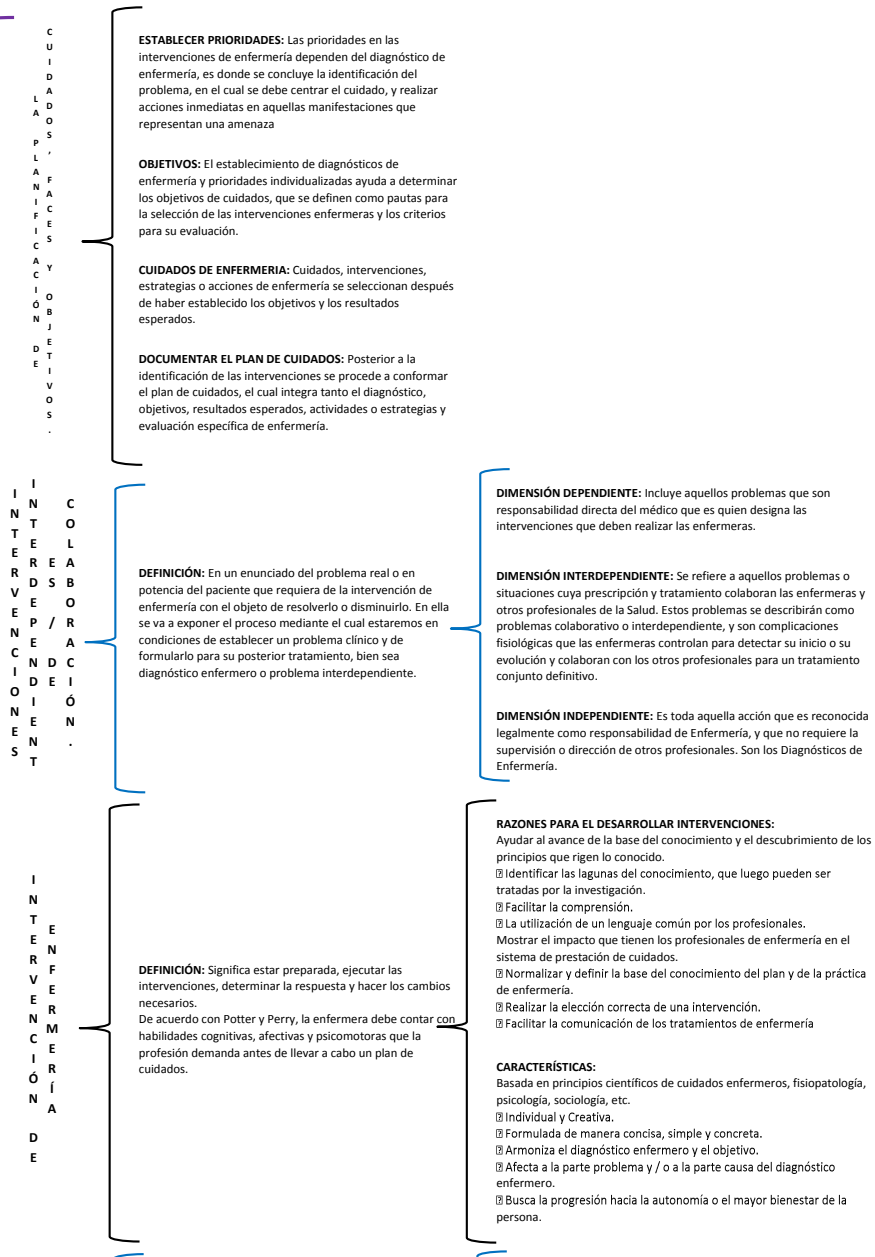 LA PLANIFICACIÓN DE
CUIDADOS, FACES Y OBJETIVOS.
ESTABLECER PRIORIDADES: Las prioridades en las
intervenciones de enfermería dependen del diagnóstico de
enfermería, es donde se concluye la identificación del
problema, en el cual se debe centrar el cuidado, y realizar
acciones inmediatas en aquellas manifestaciones que
representan una amenaza
OBJETIVOS: El establecimiento de diagnósticos de
enfermería y prioridades individualizadas ayuda a determinar
los objetivos de cuidados, que se definen como pautas para
la selección de las intervenciones enfermeras y los criterios
para su evaluación.
CUIDADOS DE ENFERMERIA: Cuidados, intervenciones,
estrategias o acciones de enfermería se seleccionan después
de haber establecido los objetivos y los resultados
esperados.
DOCUMENTAR EL PLAN DE CUIDADOS: Posterior a la
identificación de las intervenciones se procede a conformar
el plan de cuidados, el cual integra tanto el diagnóstico,
objetivos, resultados esperados, actividades o estrategias y
evaluación específica de enfermería.
INTERVENCIONES
INTERDEPENDIENT
ES / DE
COLABORACIÓN.
DEFINICIÓN: En un enunciado del problema real o en
potencia del paciente que requiera de la intervención de
enfermería con el objeto de resolverlo o disminuirlo. En ella
se va a exponer el proceso mediante el cual estaremos en
condiciones de establecer un problema clínico y de
formularlo para su posterior tratamiento, bien sea
diagnóstico enfermero o problema interdependiente.
DIMENSIÓN DEPENDIENTE: Incluye aquellos problemas que son
responsabilidad directa del médico que es quien designa las
intervenciones que deben realizar las enfermeras.
DIMENSIÓN INTERDEPENDIENTE: Se refiere a aquellos problemas o
situaciones cuya prescripción y tratamiento colaboran las enfermeras y
otros profesionales de la Salud. Estos problemas se describirán como
problemas colaborativo o interdependiente, y son complicaciones
fisiológicas que las enfermeras controlan para detectar su inicio o su
evolución y colaboran con los otros profesionales para un tratamiento
conjunto definitivo.
DIMENSIÓN INDEPENDIENTE: Es toda aquella acción que es reconocida
legalmente como responsabilidad de Enfermería, y que no requiere la
supervisión o dirección de otros profesionales. Son los Diagnósticos de
Enfermería.
INTERVENCIÓN DE
ENFERMERÍA
DEFINICIÓN: Significa estar preparada, ejecutar las
intervenciones, determinar la respuesta y hacer los cambios
necesarios.
De acuerdo con Potter y Perry, la enfermera debe contar con
habilidades cognitivas, afectivas y psicomotoras que la
profesión demanda antes de llevar a cabo un plan de
cuidados.
RAZONES PARA EL DESARROLLAR INTERVENCIONES:
Ayudar al avance de la base del conocimiento y el descubrimiento de los
principios que rigen lo conocido.
Identificar las lagunas del conocimiento, que luego pueden ser
tratadas por la investigación.
Facilitar la comprensión.
La utilización de un lenguaje común por los profesionales.
Mostrar el impacto que tienen los profesionales de enfermería en el
sistema de prestación de cuidados.
Normalizar y definir la base del conocimiento del plan y de la práctica
de enfermería.
Realizar la elección correcta de una intervención.
Facilitar la comunicación de los tratamientos de enfermería
CARACTERÍSTICAS:
Basada en principios científicos de cuidados enfermeros, fisiopatología,
psicología, sociología, etc.
Individual y Creativa.
Formulada de manera concisa, simple y concreta.
Armoniza el diagnóstico enfermero y el objetivo.
Afecta a la parte problema y / o a la parte causa del diagnóstico
enfermero.
Busca la progresión hacia la autonomía o el mayor bienestar de la
persona.